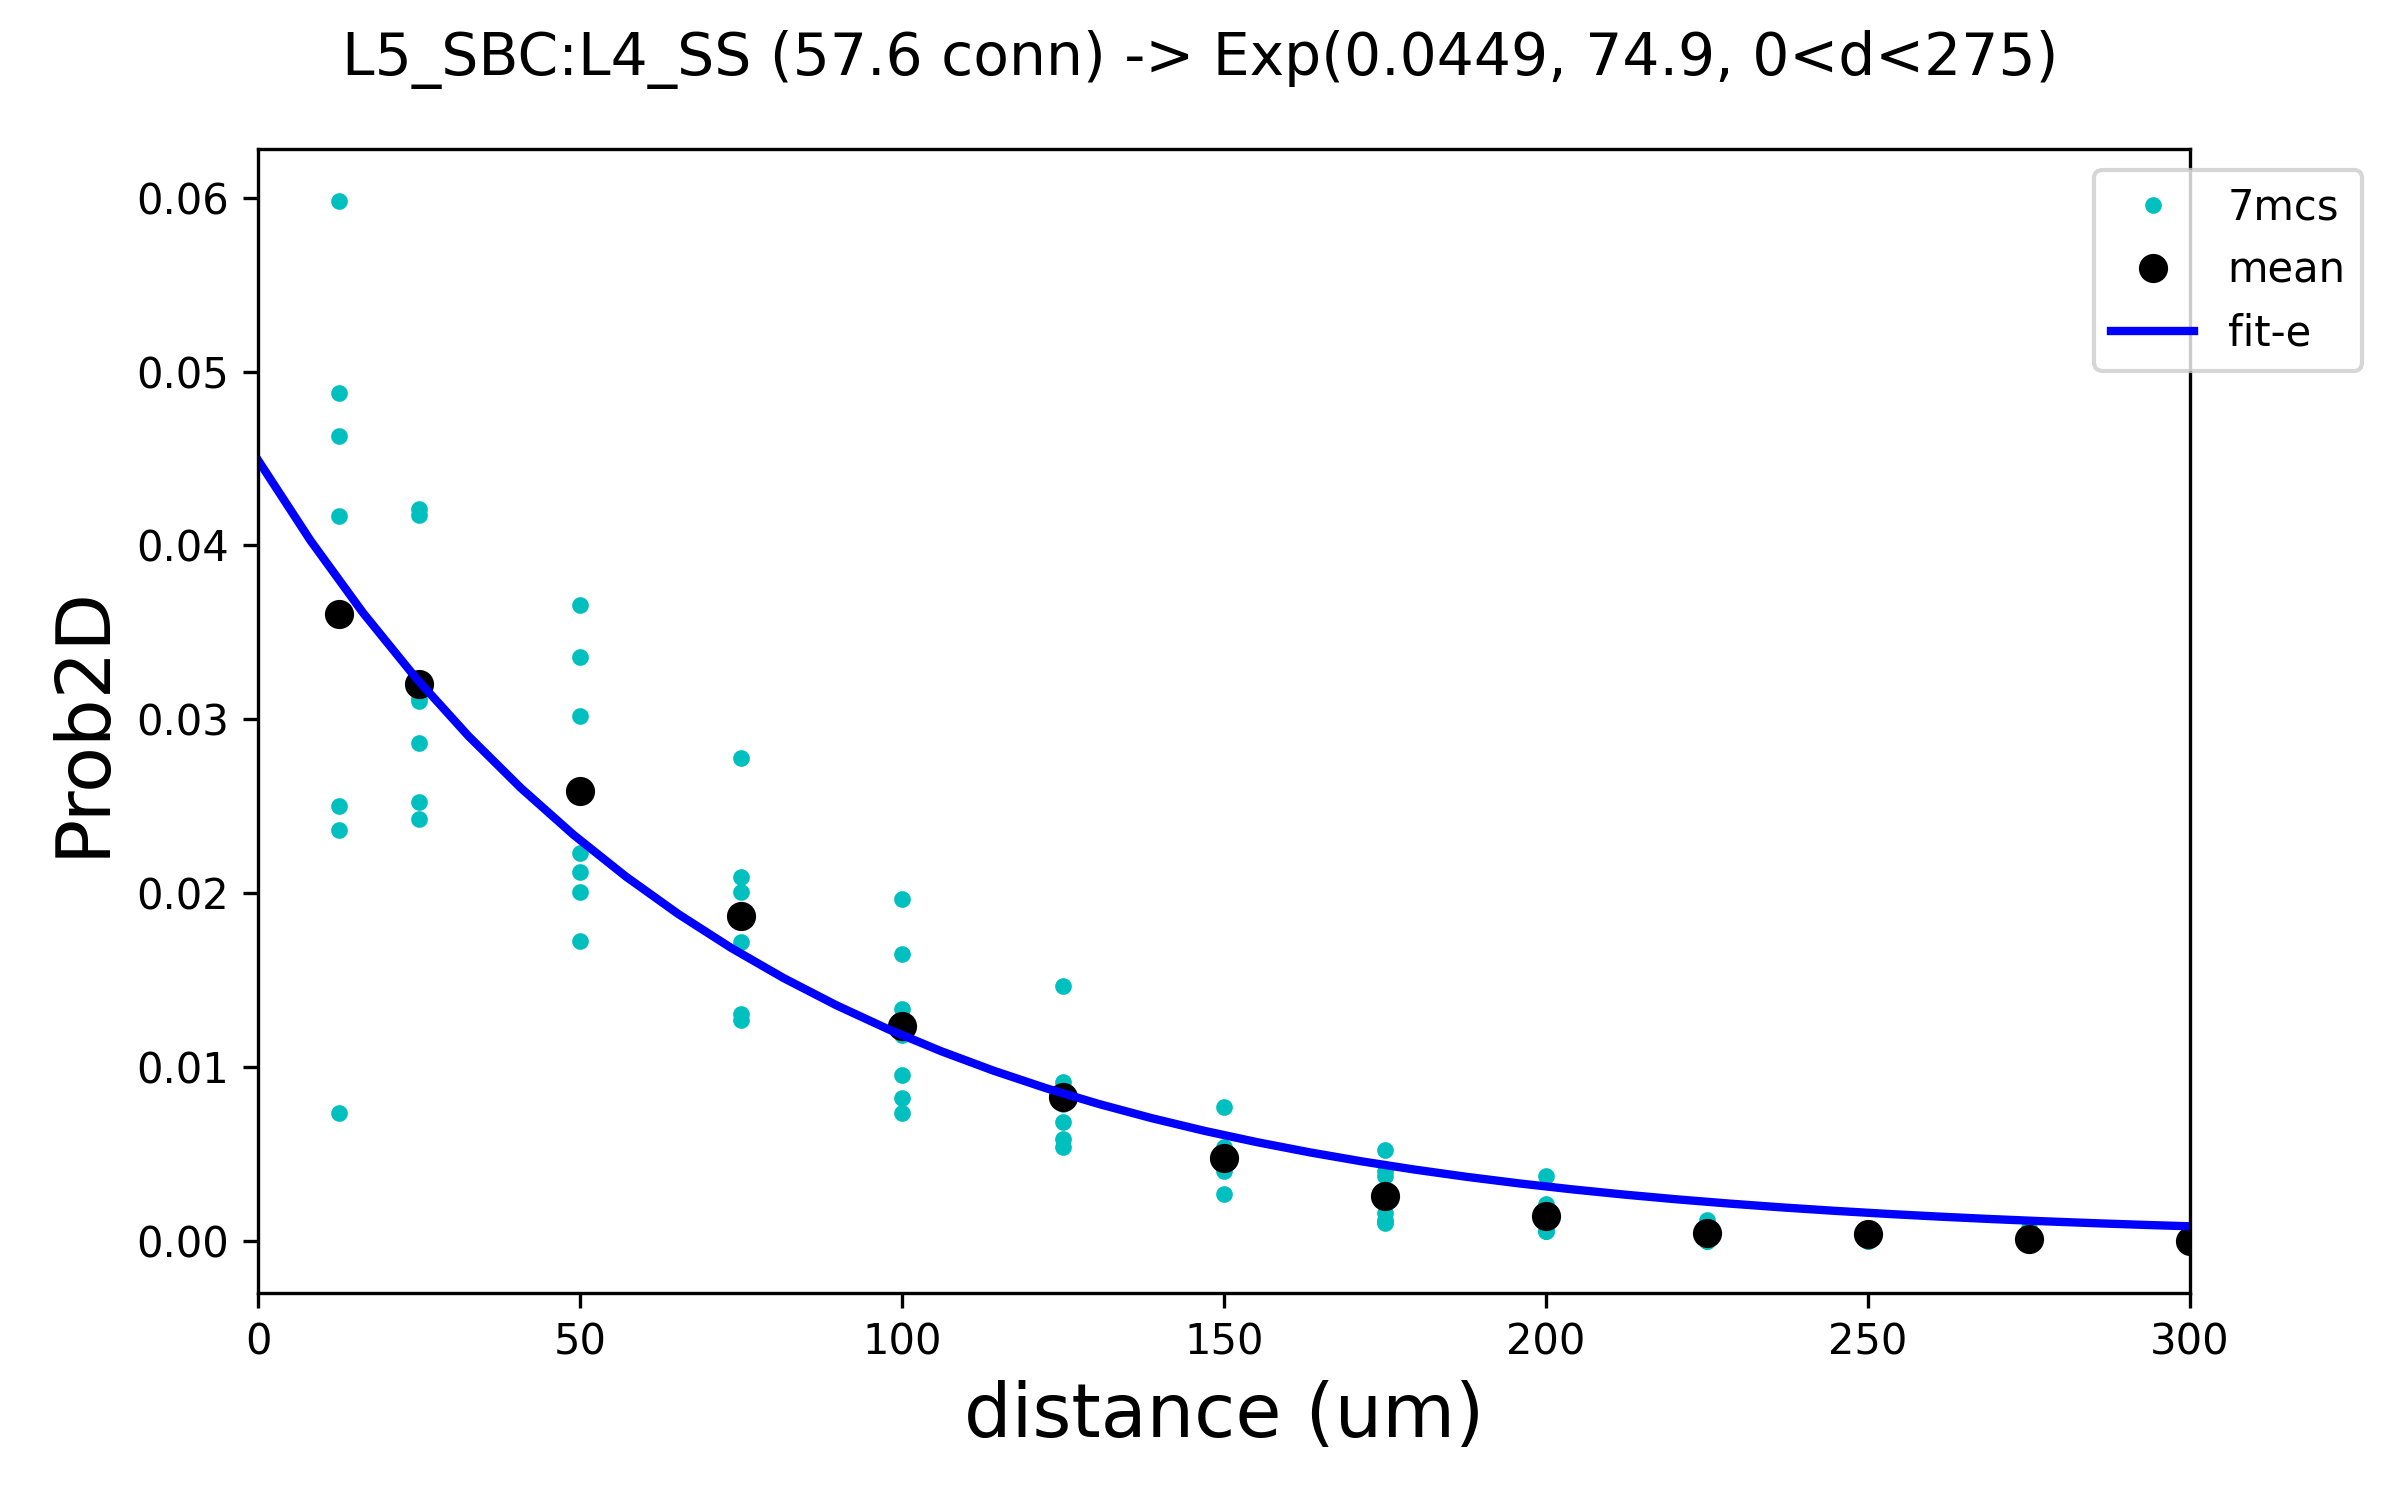 L5_SBC:L4_SS (57.6 conn) -> Exp(0.0449, 74.9, 0<d<275)
7mcs
mean
fit-e
Prob2D
0.06
0.05
0.04
0.03
0.02
0.01
0.00
0 50 100 150 200 250 300
distance (um)